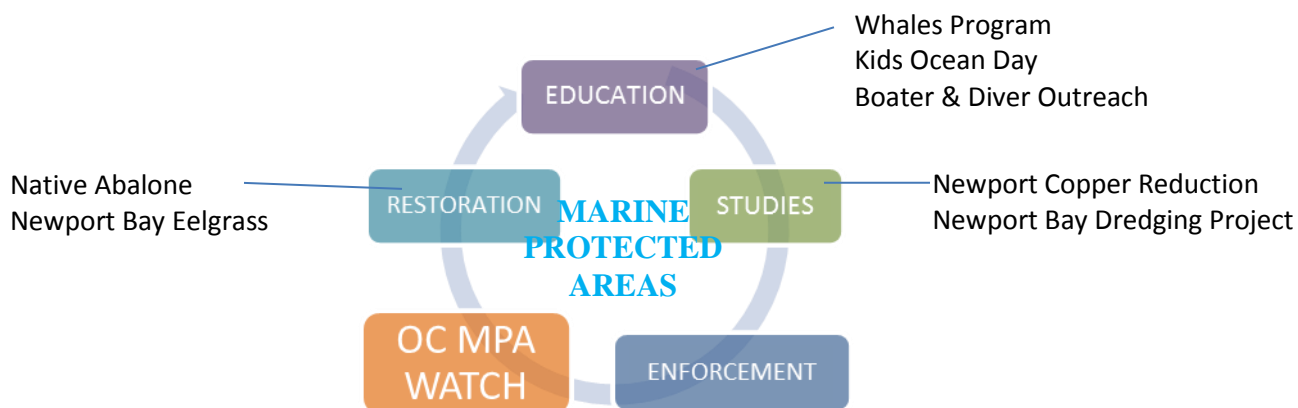 Whales Program
Kids Ocean Day
Boater & Diver Outreach
EDUCATION
Native Abalone
Newport Bay Eelgrass
RESTORATION
MARINE
PROTECTED
AREAS
STUDIES
Newport Copper Reduction
Newport Bay Dredging Project
OC MPA
WATCH
ENFORCEMENT